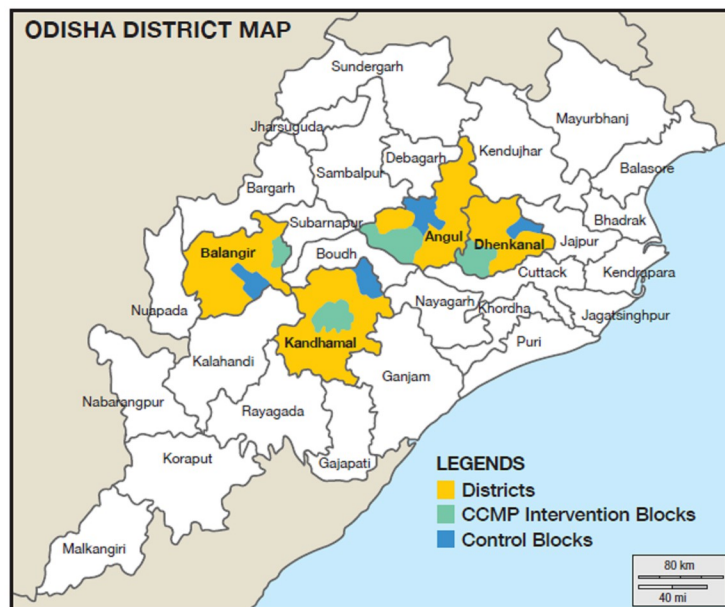 ODISHA DISTRICT MAP
Sundergarh
Mayurbhanj
Jharsuguda
Kendujhar
Debagarh
Sambalpur
Balasore
Bargarh
Subarnapur
Bhadrak
Angul
Dhenkanal
Jajpur
Balangir
Boudh
Cuttack
Kendrapara
Nayagarh
Nuapada
Khordha
Jagatsinghpur
Kandhamal
Puri
Kalahandi
Ganjam
Nabarangpur
Rayagada
Koraput
Gajapati
LEGENDS
Districts
CCMP Intervention Blocks
Control Blocks
Malkangiri
80 km
40 mi